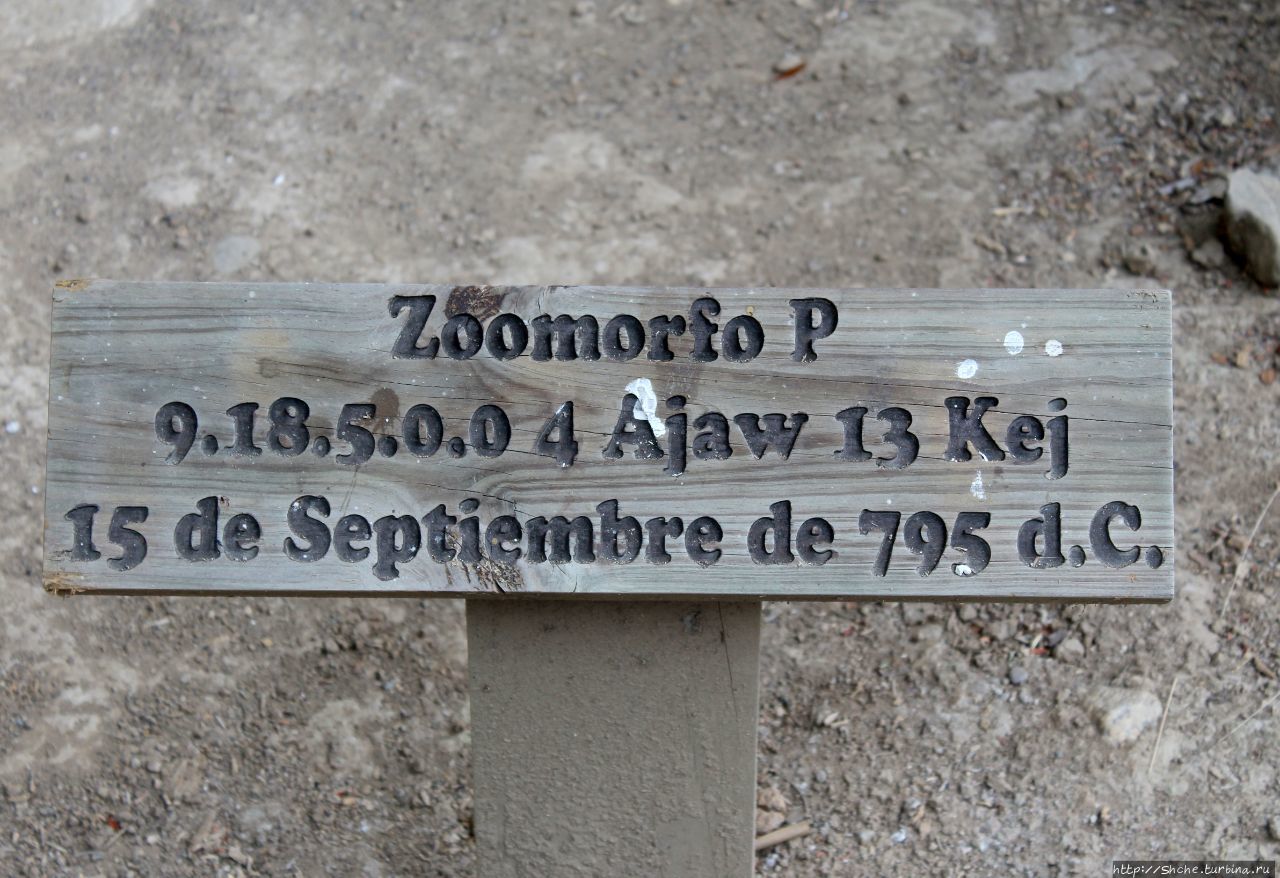 Zoomorfo P
9.18.5.0.0 4 Ajaw 13 Kej
15 de Septiembre de 795 d.C.
http://Shche.turbina.ru